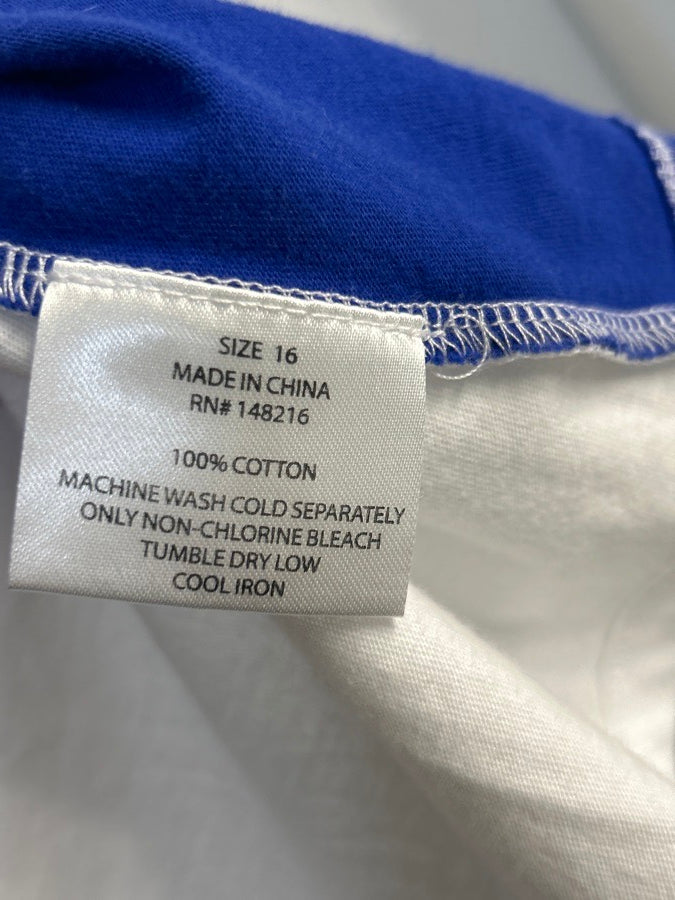 SIZE 16
MADE IN CHINA
RN# 148216
100% COTTON
MACHINE WASH COLD SEPARATELY
ONLY NON-CHLORINE BLEACH
TUMBLE DRY LOW
COOL IRON